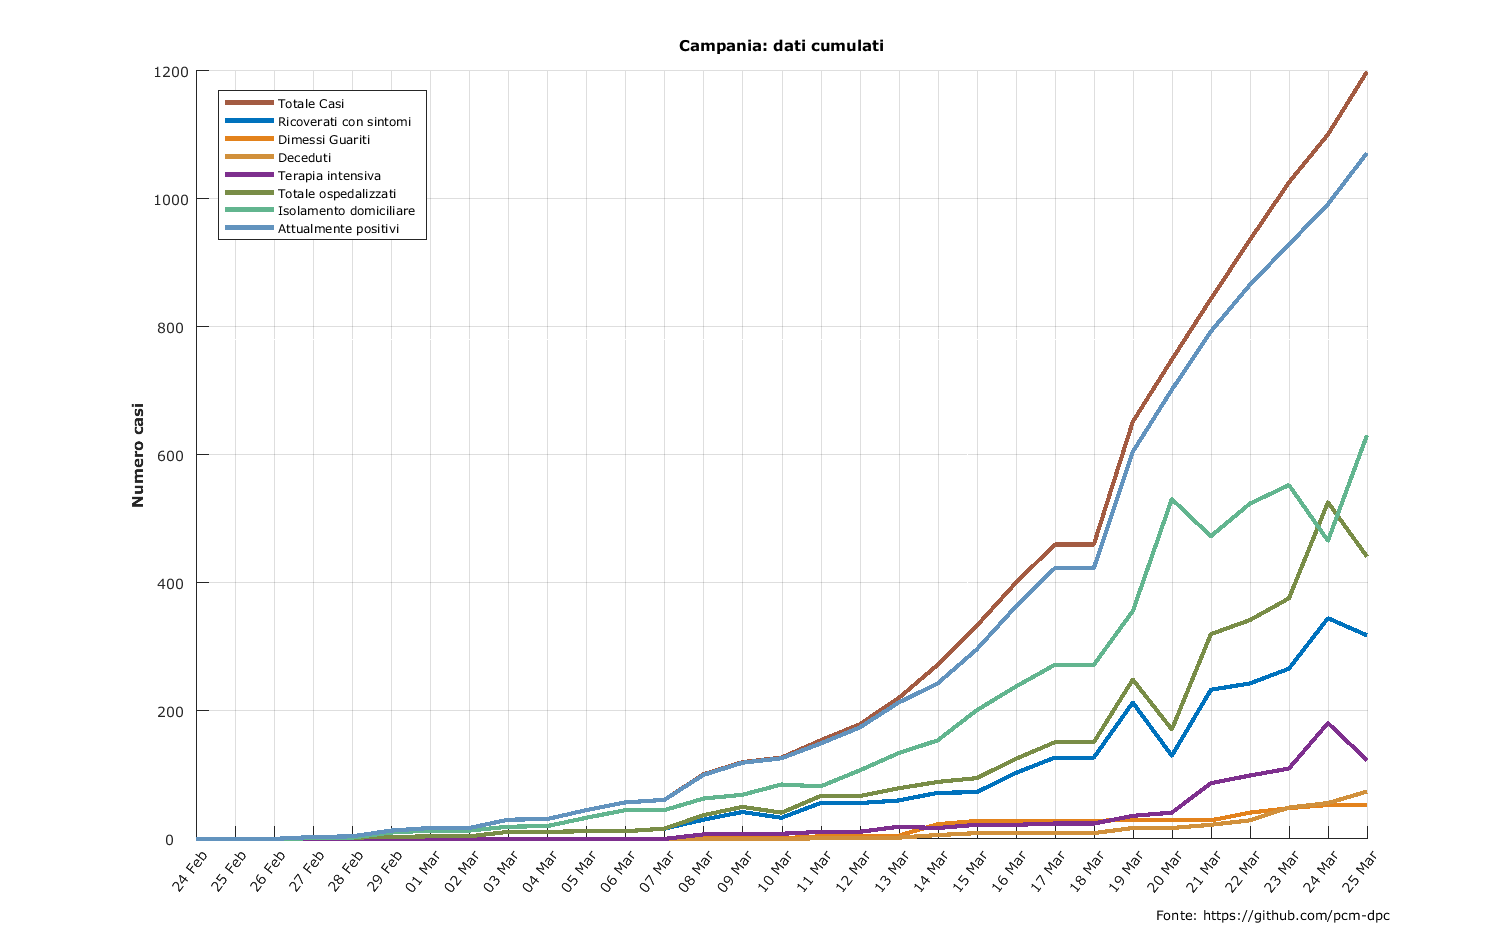 Campania: dati cumulati
1200
1000
800
600
400
200
0
Numero casi
Totale Casi
Ricoverati con sintomi
Dimessi Guariti
Deceduti
Terapia intensiva
Totale ospedalizzati
Isolamento domiciliare
Attualmente positivi
24 Feb
25 Feb
26 Feb
27 Feb
28 Feb
29 Feb
01 Mar
02 Mar
03 Mar
04 Mar
05 Mar
06 Mar
07 Mar
08 Mar
09 Mar
10 Mar
11 Mar
12 Mar
13 Mar
14 Mar
15 Mar
16 Mar
17 Mar
18 Mar
19 Mar
20 Mar
21 Mar
22 Mar
23 Mar
24 Mar
25 Mar
Fonte: https://github.com/pcm-dpc